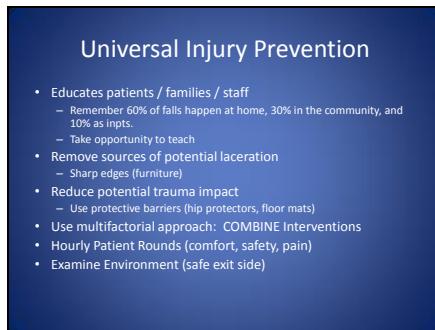 Universal Injury Prevention
• Educates patients / families / staff
– Remember 60% of falls happen at home, 30% in the community, and
10% as inpts.
– Take opportunity to teach
• Remove sources of potential laceration
– Sharp edges (furniture)
• Reduce potential trauma impact
– Use protective barriers (hip protectors, floor mats)
• Use multifactorial approach: COMBINE Interventions
• Hourly Patient Rounds (comfort, safety, pain)
• Examine Environment (safe exit side)